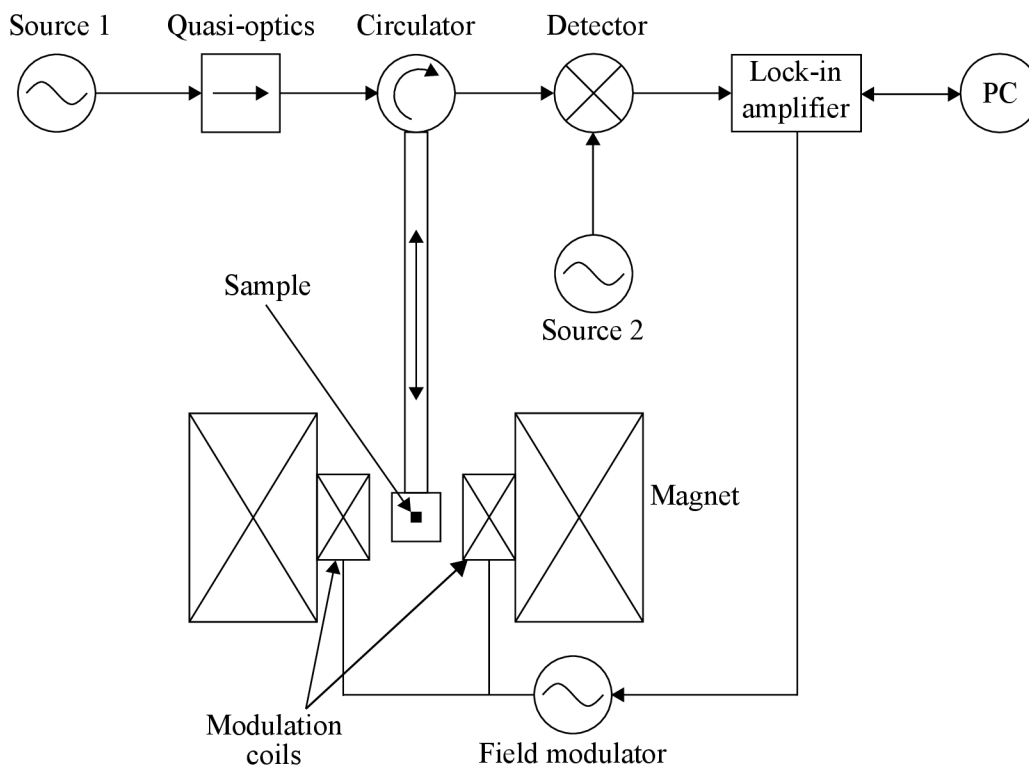 Source 1
Quasi-optics
Circulator
Detector
Lock-in
amplifier
PC
Sample
Source 2
Magnet
Modulation
coils
Field modulator